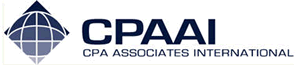 CPAAI
CPA ASSOCIATES INTERNATIONAL